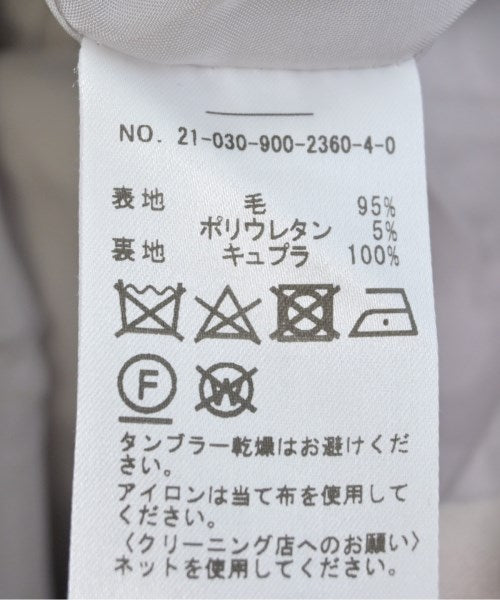 NO. 21-030-900-2360-4-0
表地 毛 95%
ポリウレタン 5%
裏地 キュプラ 100%
F W
タンブラー乾燥はお避けくだ
さい。
アイロンは当て布を使用して
ください。
〈クリーニング店へのお願い〉
ネットを使用してください。